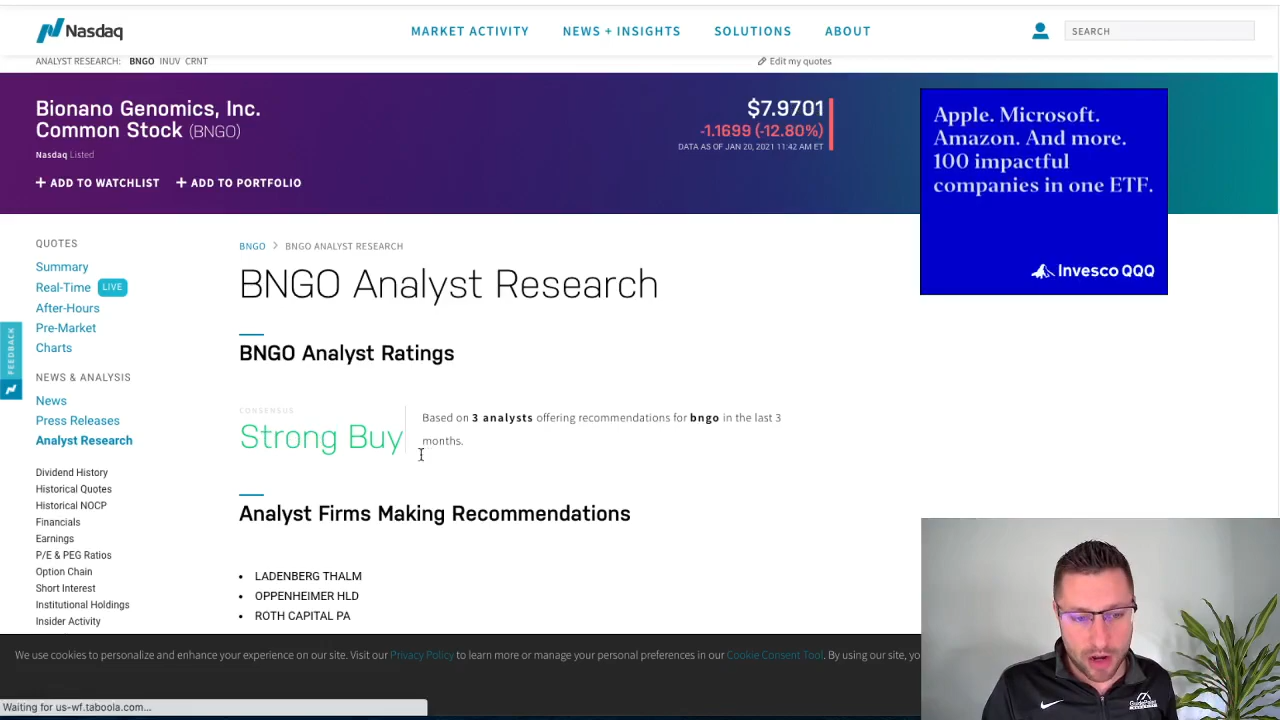 Nasdaq
MARKET ACTIVITY NEWS + INSIGHTS SOLUTIONS ABOUT
SEARCH
ANALYST RESEARCH: BNGO INUV CRNT
Edit my quotes
Bionano Genomics, Inc.
Common Stock (BNGO)
Nasdaq Listed
+ ADD TO WATCHLIST + ADD TO PORTFOLIO
$7.9701
-1.1699 (-12.80%)
DATA AS OF JAN 20, 2021 11:42 AM ET
Apple. Microsoft.
Amazon. And more.
100 impactful
companies in one ETF.
Invesco QQQ
QUOTES
Summary
Real-Time LIVE
After-Hours
Pre-Market
Charts
NEWS & ANALYSIS
News
Press Releases
Analyst Research
Dividend History
Historical Quotes
Historical NOCP
Financials
Earnings
P/E & PEG Ratios
Option Chain
Short Interest
Institutional Holdings
Insider Activity
FEEDBACK
BNGO > BNGO ANALYST RESEARCH
BNGO Analyst Research
BNGO Analyst Ratings
CONSENSUS
Strong Buy
Based on 3 analysts offering recommendations for bngo in the last 3
months.
Analyst Firms Making Recommendations
• LADENBERG THALM
• OPPENHEIMER HLD
• ROTH CAPITAL PA
We use cookies to personalize and enhance your experience on our site. Visit our Privacy Policy to learn more or manage your personal preferences in our Cookie Consent Tool. By using our site, yo
Waiting for us-wf.taboola.com...